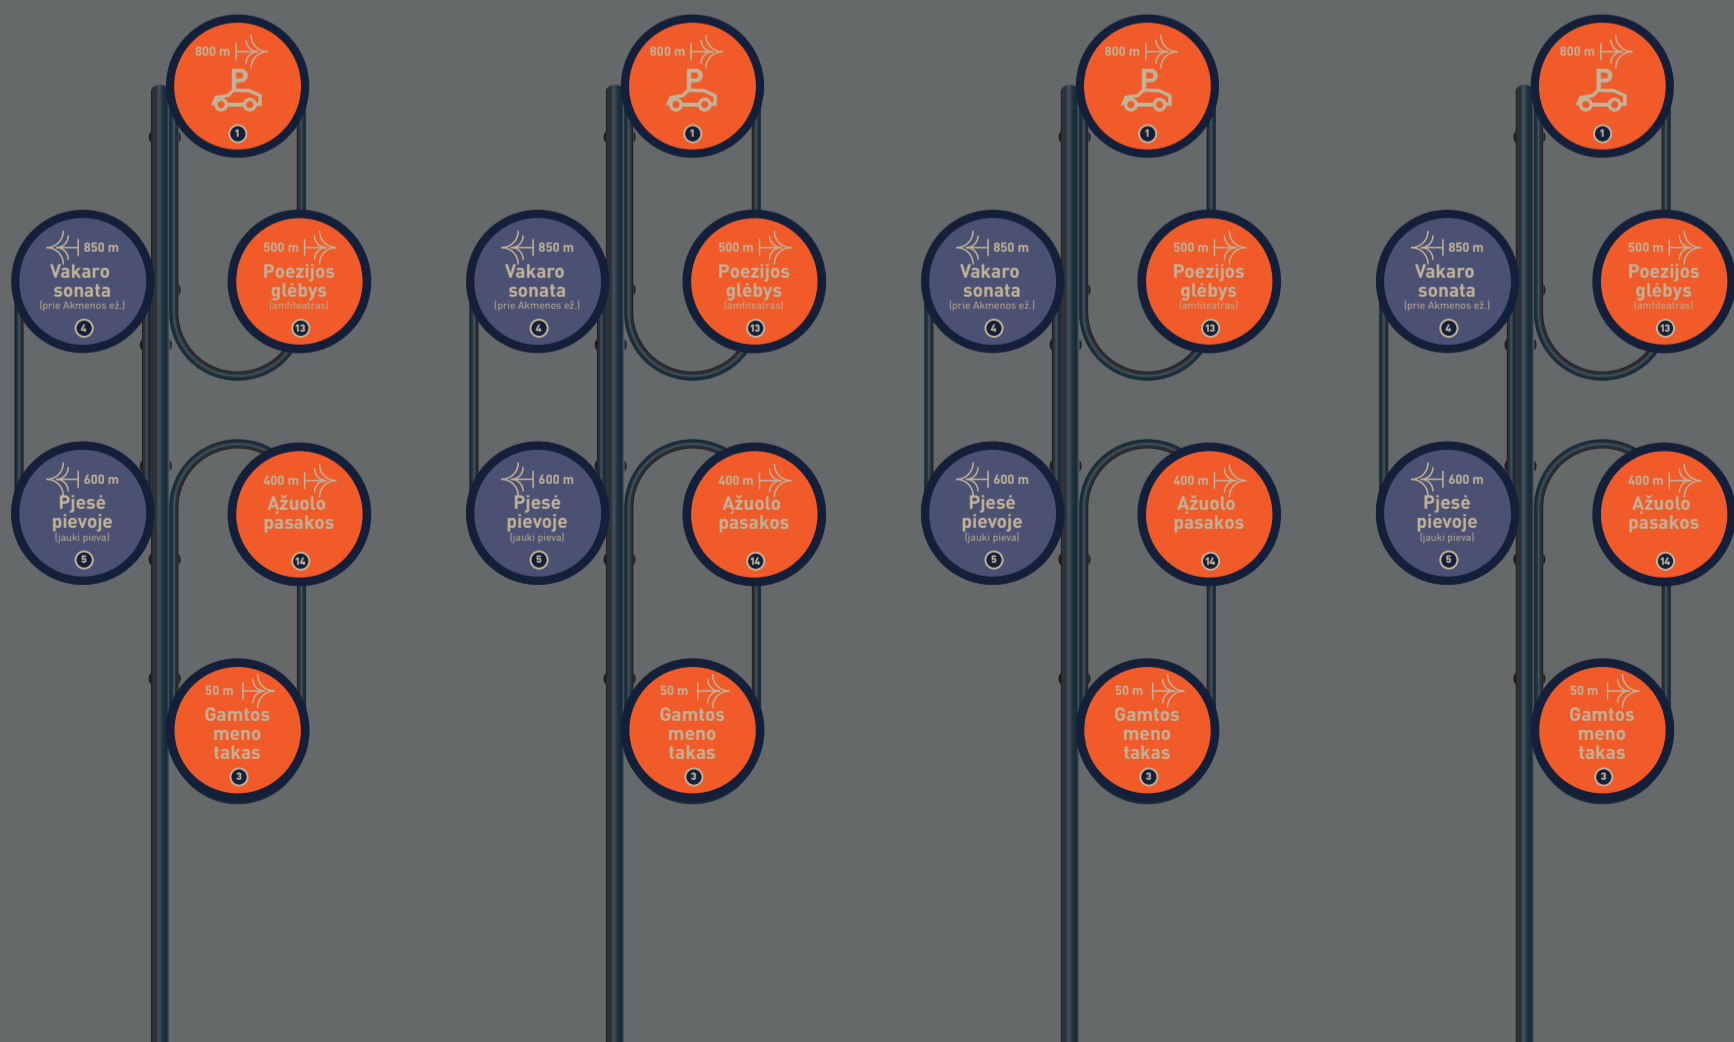 800 m
P
1
850 m
Vakaro
sonata
(prie Akmenos ež.)
4
500 m
Poezijos
glėbys
(amfiteatras)
13
600 m
Pjesė
pievoje
(jauki pieva)
5
400 m
Ąžuolo
pasakos
14
50 m
Gamtos
meno
takas
3
800 m
P
1
850 m
Vakaro
sonata
(prie Akmenos ež.)
4
500 m
Poezijos
glėbys
(amfiteatras)
13
600 m
Pjesė
pievoje
(jauki pieva)
5
400 m
Ąžuolo
pasakos
14
50 m
Gamtos
meno
takas
3
800 m
P
1
850 m
Vakaro
sonata
(prie Akmenos ež.)
4
500 m
Poezijos
glėbys
(amfiteatras)
13
600 m
Pjesė
pievoje
(jauki pieva)
5
400 m
Ąžuolo
pasakos
14
50 m
Gamtos
meno
takas
3
800 m
P
1
850 m
Vakaro
sonata
(prie Akmenos ež.)
4
500 m
Poezijos
glėbys
(amfiteatras)
13
600 m
Pjesė
pievoje
(jauki pieva)
5
400 m
Ąžuolo
pasakos
14
50 m
Gamtos
meno
takas
3